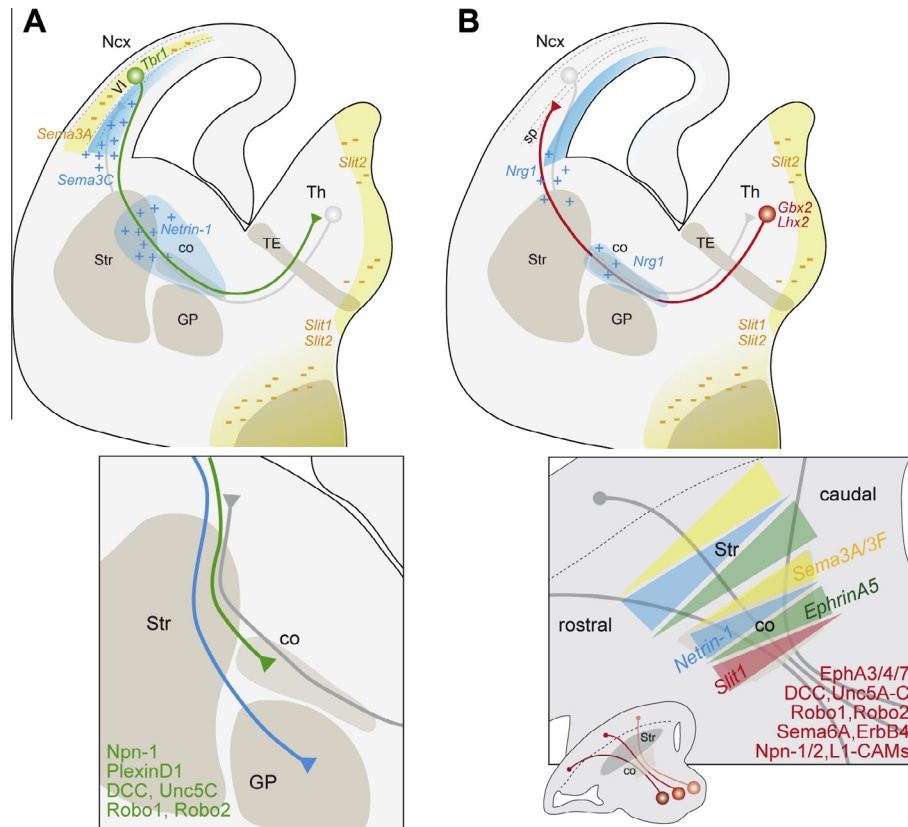 A
Ncx
Tbr1
VI
Sema3A
Sema3C
Netrin-1
co
Str
GP
TE
Th
Slit2
Slit1
Slit2
B
Ncx
sp
Nrg1
Str
co
Nrg1
GP
TE
Th
Gbx2
Lhx2
Slit2
Slit1
Slit2
Str
co
GP
Npn-1
PlexinD1
DCC, Unc5C
Robo1, Robo2
caudal
Str
Sema3A/3F
EphrinA5
rostral
co
Netrin-1
Slit1
EphA3/4/7
DCC,Unc5A-C
Robo1,Robo2
Sema6A,ErbB4
Npn-1/2,L1-CAMs
Str
co